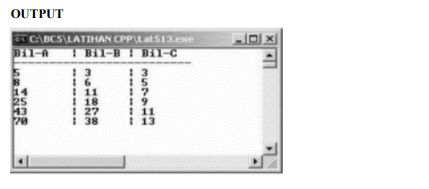 OUTPUT
C:\BC5\LATIHAN CPP\Lat513.exe
Bil-A ¦ Bil-B ¦ Bil-C
-----------------------------
5 ¦ 3 ¦ 3
8 ¦ 6 ¦ 5
14 ¦ 11 ¦ 7
25 ¦ 18 ¦ 9
43 ¦ 27 ¦ 11
70 ¦ 38 ¦ 13